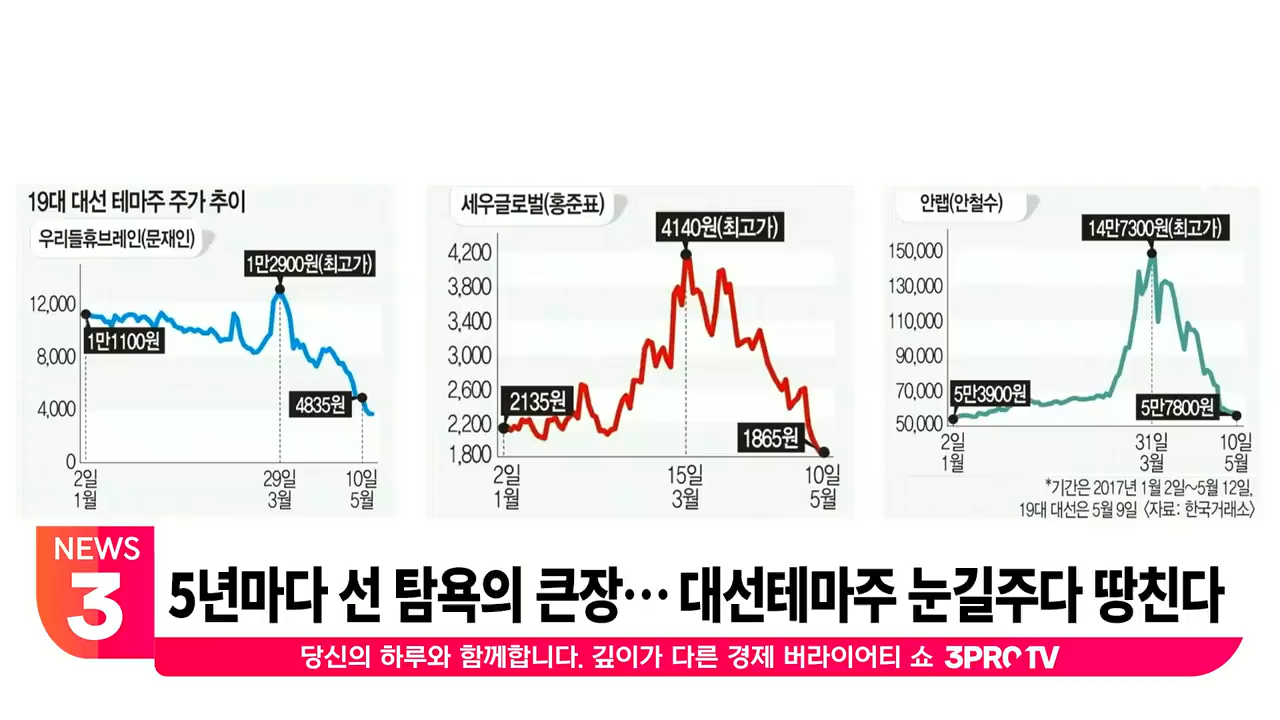 19대 대선 테마주 주가 추이
우리들휴브레인(문재인)
1만2900원(최고가)
12,000
8,000
4,000
0
1만1100원
4835원
2일
1월
29일
3월
10일
5월
세우글로벌(홍준표)
4140원(최고가)
4,200
3,800
3,400
3,000
2,600
2,200
1,800
2135원
1865원
2일
1월
15일
3월
10일
5월
안랩(안철수)
14만7300원(최고가)
150,000
130,000
110,000
90,000
70,000
50,000
5만3900원
5만7800원
2일
1월
31일
3월
10일
5월
*기간은 2017년 1월 2일~5월 12일,
19대 대선은 5월 9일 〈자료: 한국거래소〉
NEWS
3
5년마다 선 탐욕의 큰장… 대선테마주 눈길주다 땅친다
당신의 하루와 함께합니다. 깊이가 다른 경제 버라이어티 쇼 3PROTV